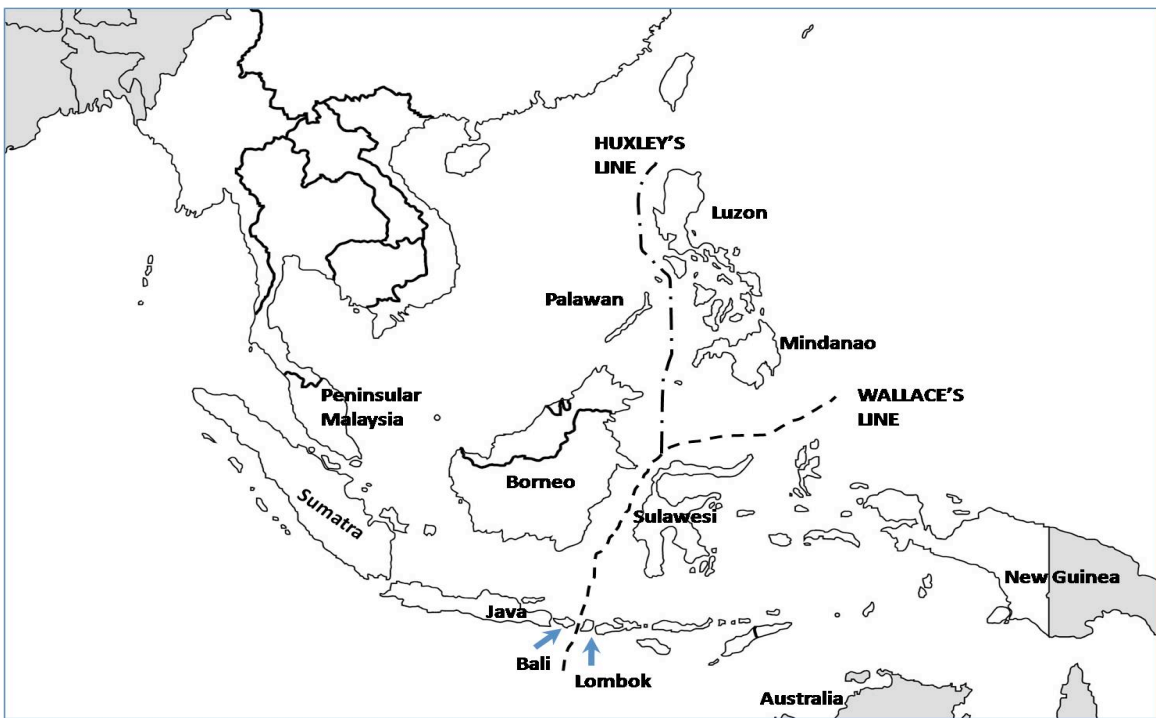 HUXLEY'S
LINE
Luzon
Palawan
Mindanao
Peninsular
Malaysia
WALLACE'S
LINE
Borneo
Sumatra
Sulawesi
New Guinea
Java
Bali
Lombok
Australia